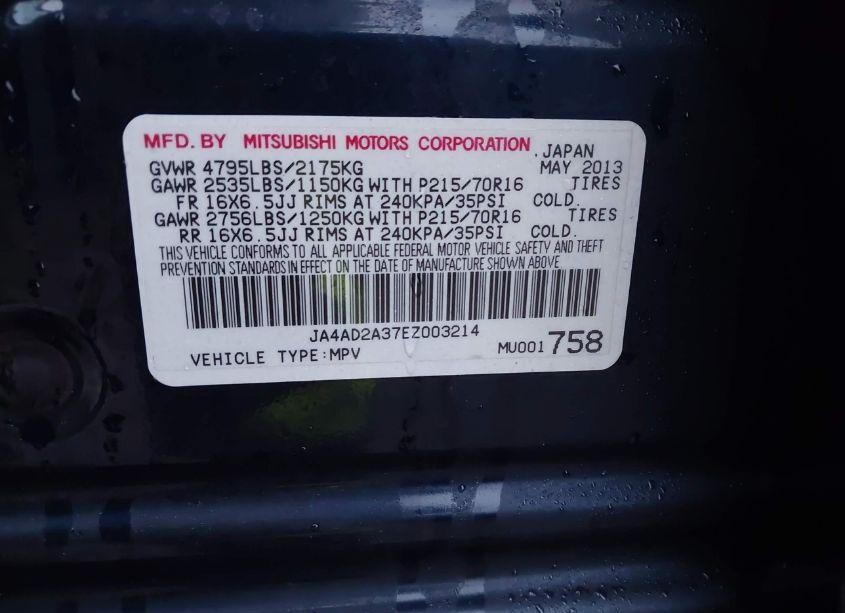 MFD. BY MITSUBISHI MOTORS CORPORATION, JAPAN
GVWR 4795LBS/2175KG MAY 2013
GAWR 2535LBS/1150KG WITH P215/70R16 TIRES
FR 16X6.5JJ RIMS AT 240KPA/35PSI COLD.
GAWR 2756LBS/1250KG WITH P215/70R16 TIRES
RR 16X6.5JJ RIMS AT 240KPA/35PSI COLD.
THIS VEHICLE CONFORMS TO ALL APPLICABLE FEDERAL MOTOR VEHICLE SAFETY AND THEFT
PREVENTION STANDARDS IN EFFECT ON THE DATE OF MANUFACTURE SHOWN ABOVE.
JA4AD2A37EZ003214
VEHICLE TYPE:MPV MU001758